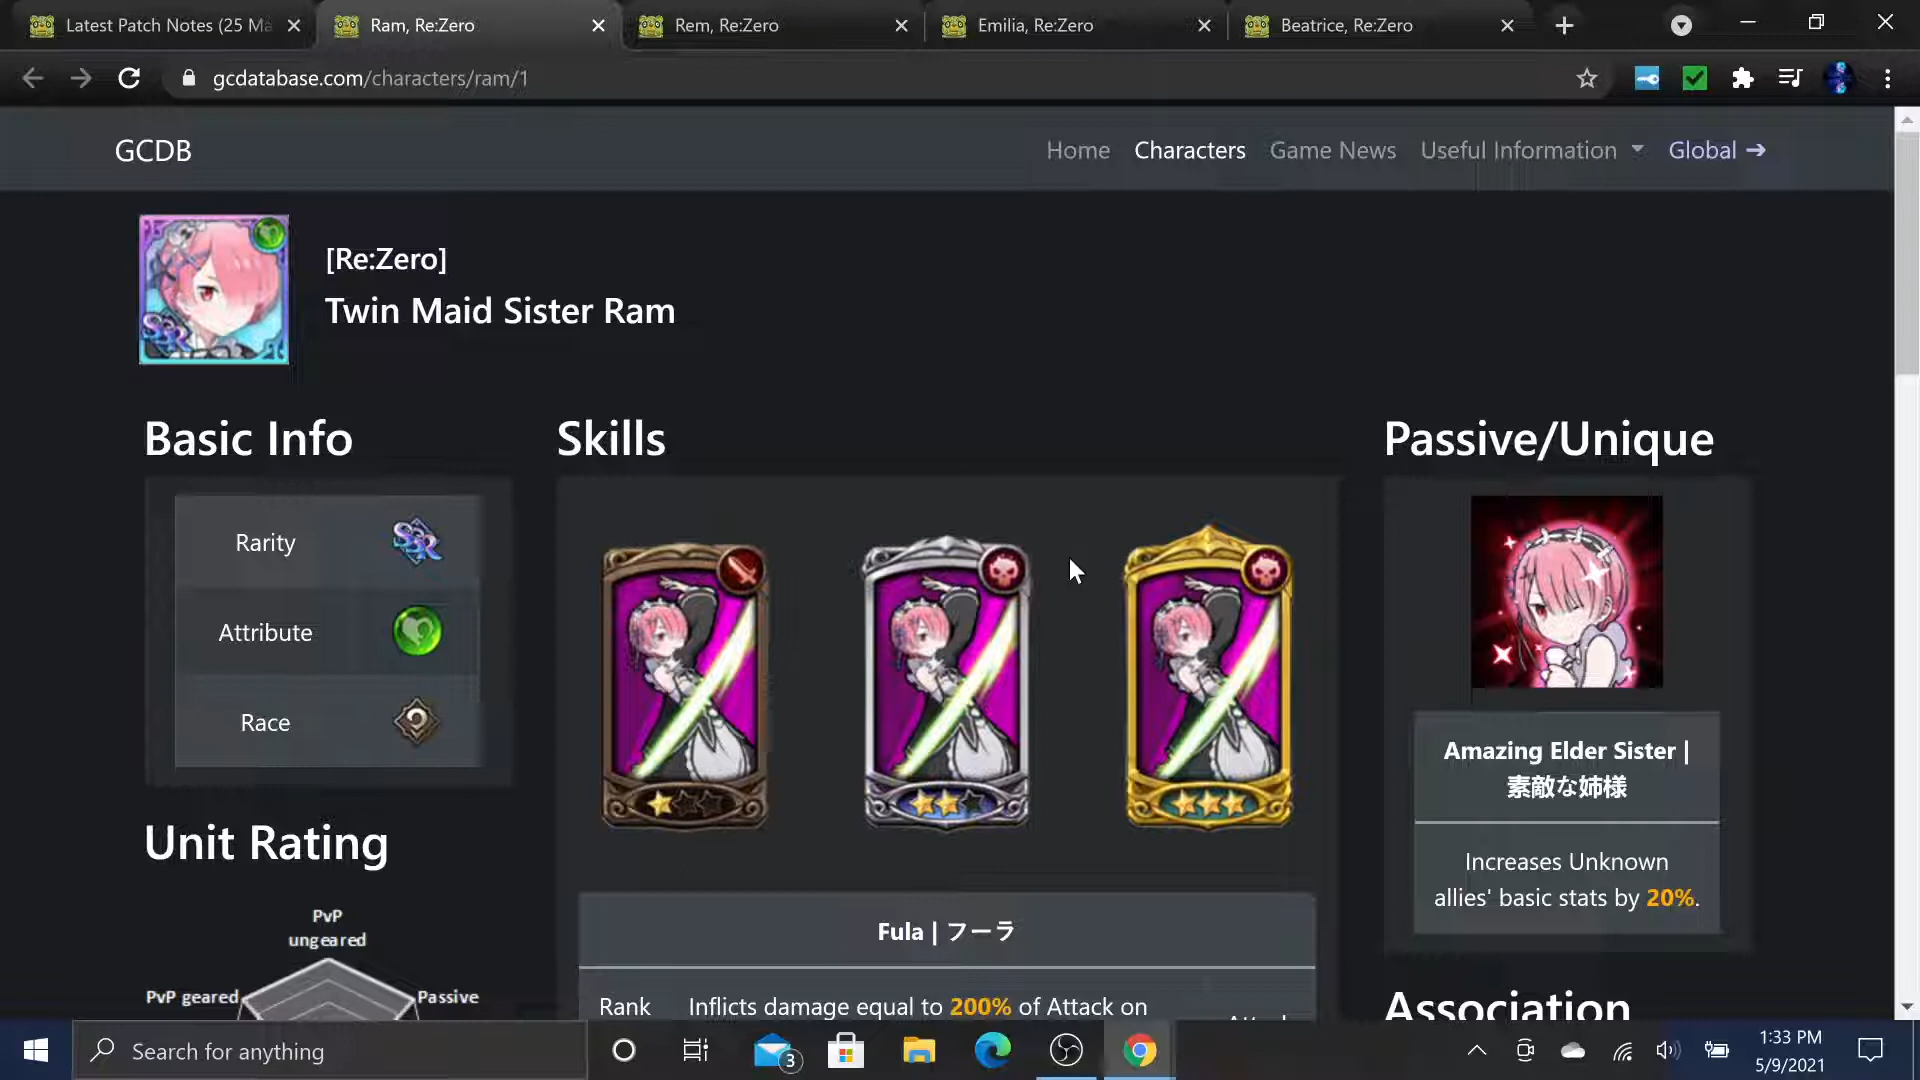 Latest Patch Notes (25 Ma
Ram, Re:Zero
Rem, Re:Zero
Emilia, Re:Zero
Beatrice, Re:Zero
gcdatabase.com/characters/ram/1
GCDB
Home
Characters
Game News
Useful Information
Global
[Re:Zero]
Twin Maid Sister Ram
Basic Info
Skills
Passive/Unique
Rarity
SR
Attribute
Race
Amazing Elder Sister |
素敵な姉様
Increases Unknown
allies' basic stats by 20%.
Unit Rating
PvP
ungeared
PvP geared
Passive
Fula | フーラ
Rank
Inflicts damage equal to 200% of Attack on
Association
Search for anything
3
1:33 PM
5/9/2021